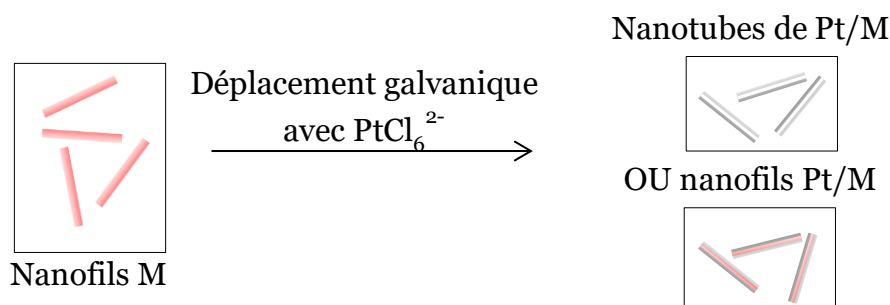 Nanotubes de Pt/M
Déplacement galvanique
avec PtCl₆²⁻
OU nanofils Pt/M
Nanofils M